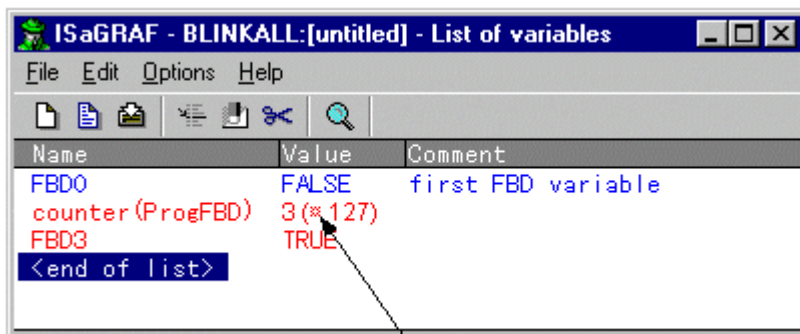 ISaGRAF - BLINKALL:[untitled] - List of variables
File Edit Options Help
Name Value Comment
FBD0 FALSE first FBD variable
counter(ProgFBD) 3(※127)
FBD3 TRUE
<end of list>